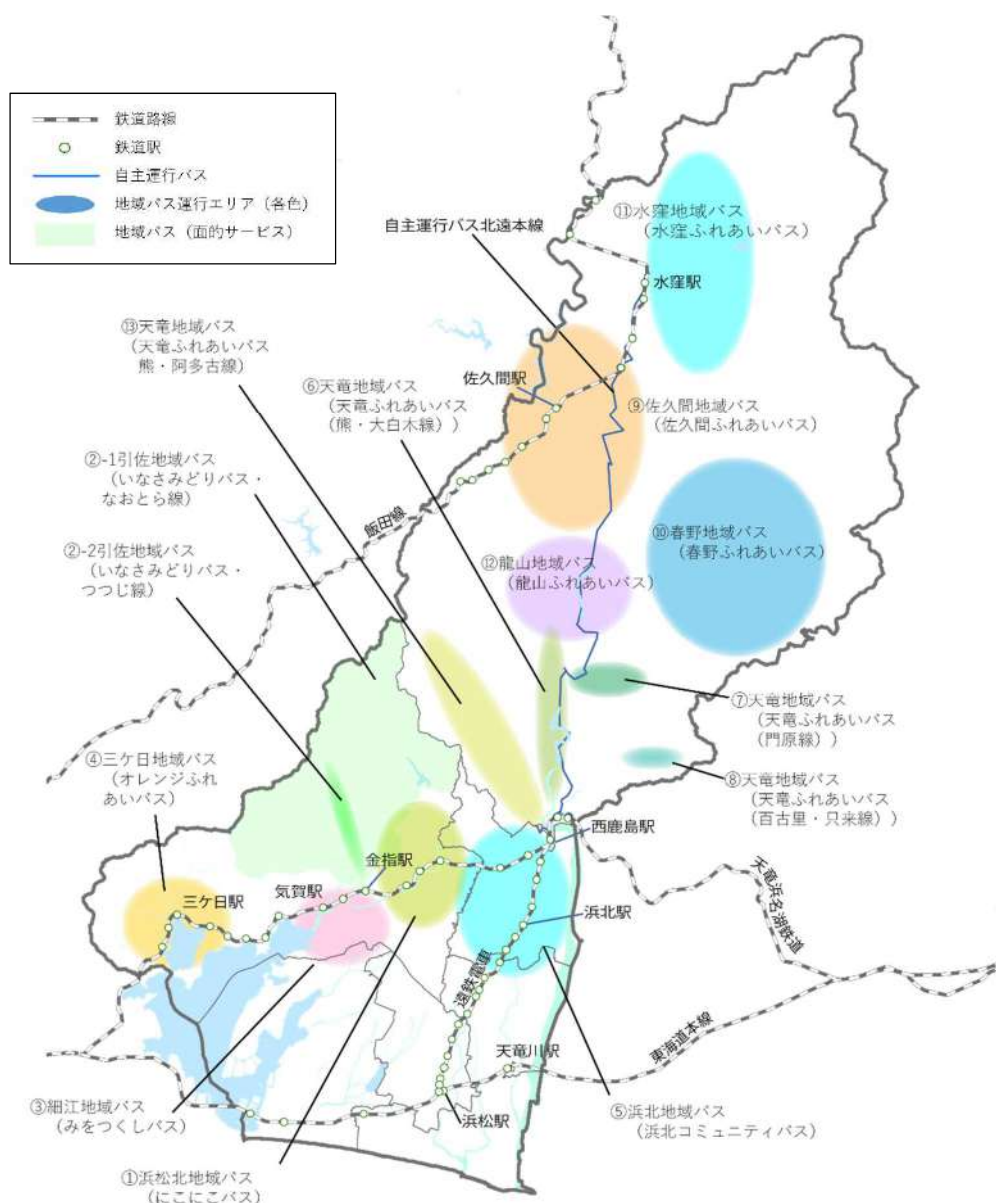 鉄道路線
鉄道駅
自主運行バス
地域バス運行エリア（各色）
地域バス（面的サービス）
⑪水窪地域バス
（水窪ふれあいバス）
自主運行バス北遠本線
水窪駅
⑬天竜地域バス
（天竜ふれあいバス
熊・阿多古線）
⑥天竜地域バス
（天竜ふれあいバス
（熊・大白木線））
佐久間駅
⑨佐久間地域バス
（佐久間ふれあいバス）
②-1引佐地域バス
（いなさみどりバス・
なおとら線）
飯田線
②-2引佐地域バス
（いなさみどりバス・
つつじ線）
⑩春野地域バス
（春野ふれあいバス）
⑫龍山地域バス
（龍山ふれあいバス）
⑦天竜地域バス
（天竜ふれあいバス
（門原線））
④三ケ日地域バス
（オレンジふれ
あいバス）
⑧天竜地域バス
（天竜ふれあいバス
（百古里・只来線））
西鹿島駅
金指駅
気賀駅
三ケ日駅
浜北駅
天竜浜名湖鉄道
遠鉄電車
東海道本線
天竜川駅
浜松駅
③細江地域バス
（みをつくしバス）
⑤浜北地域バス
（浜北コミュニティバス）
①浜松北地域バス
（にこにこバス）